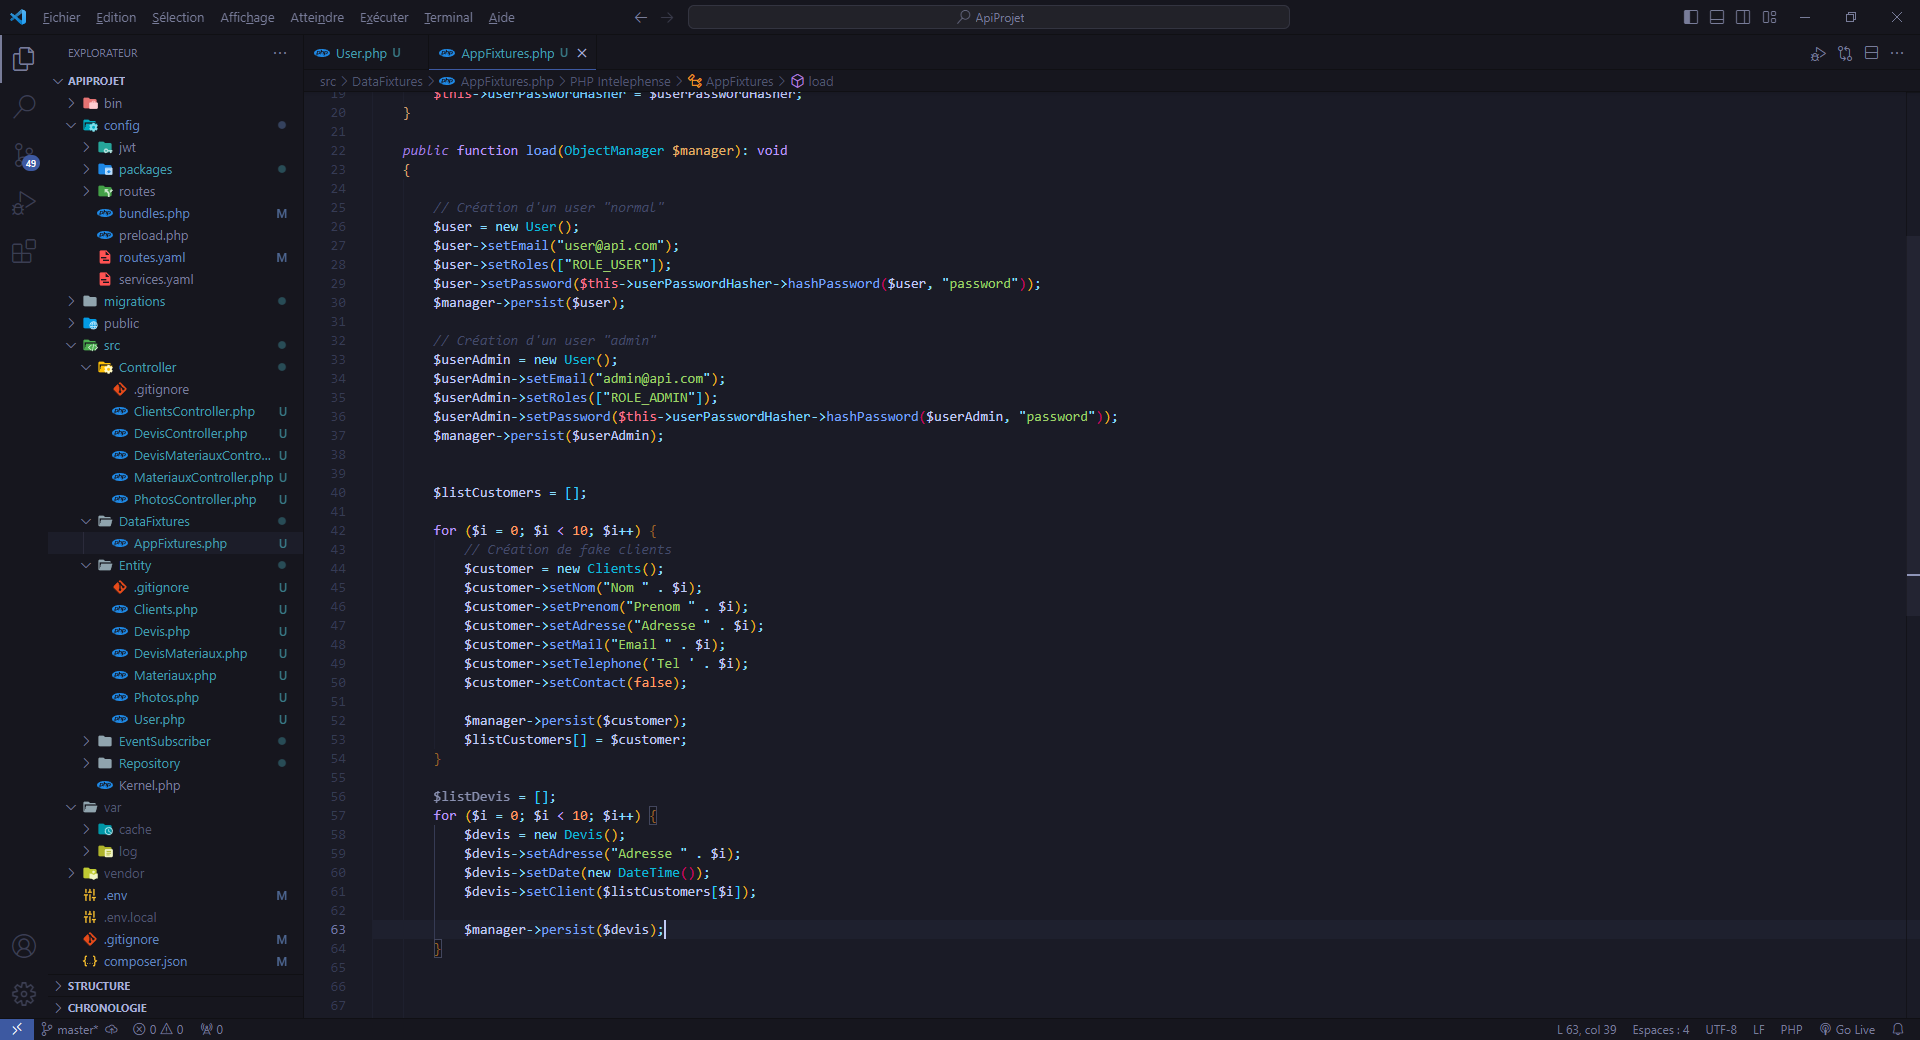 Fichier Edition Sélection Affichage Atteindre Exécuter Terminal Aide
ApiProjet
EXPLORATEUR
APIPROJET
bin
config
jwt
packages
routes
bundles.php M
preload.php
routes.yaml M
services.yaml
migrations
public
src
Controller
.gitignore
ClientsController.php U
DevisController.php U
DevisMateriauxContro... U
MateriauxController.php U
PhotosController.php U
DataFixtures
AppFixtures.php U
Entity
.gitignore U
Clients.php U
Devis.php U
DevisMateriaux.php U
Materiaux.php U
Photos.php U
User.php U
EventSubscriber
Repository
Kernel.php
var
cache
log
vendor
.env M
.env.local
.gitignore M
composer.json M
STRUCTURE
CHRONOLOGIE
49
User.php U
AppFixtures.php U
src > DataFixtures > AppFixtures.php > PHP Intelephense > AppFixtures > load
19 $this->userPasswordHasher = $userPasswordHasher;
20 }
21
22 public function load(ObjectManager $manager): void
23 {
24
25 // Création d'un user "normal"
26 $user = new User();
27 $user->setEmail("user@api.com");
28 $user->setRoles(["ROLE_USER"]);
29 $user->setPassword($this->userPasswordHasher->hashPassword($user, "password"));
30 $manager->persist($user);
31
32 // Création d'un user "admin"
33 $userAdmin = new User();
34 $userAdmin->setEmail("admin@api.com");
35 $userAdmin->setRoles(["ROLE_ADMIN"]);
36 $userAdmin->setPassword($this->userPasswordHasher->hashPassword($userAdmin, "password"));
37 $manager->persist($userAdmin);
38
39
40 $listCustomers = [];
41
42 for ($i = 0; $i < 10; $i++) {
43 // Création de fake clients
44 $customer = new Clients();
45 $customer->setNom("Nom " . $i);
46 $customer->setPrenom("Prenom " . $i);
47 $customer->setAdresse("Adresse " . $i);
48 $customer->setMail("Email " . $i);
49 $customer->setTelephone('Tel ' . $i);
50 $customer->setContact(false);
51
52 $manager->persist($customer);
53 $listCustomers[] = $customer;
54 }
55
56 $listDevis = [];
57 for ($i = 0; $i < 10; $i++) {
58 $devis = new Devis();
59 $devis->setAdresse("Adresse " . $i);
60 $devis->setDate(new DateTime());
61 $devis->setClient($listCustomers[$i]);
62
63 $manager->persist($devis);
64 }
65
66
67
master* 0 0 0
L 63, col 39 Espaces : 4 UTF-8 LF PHP Go Live